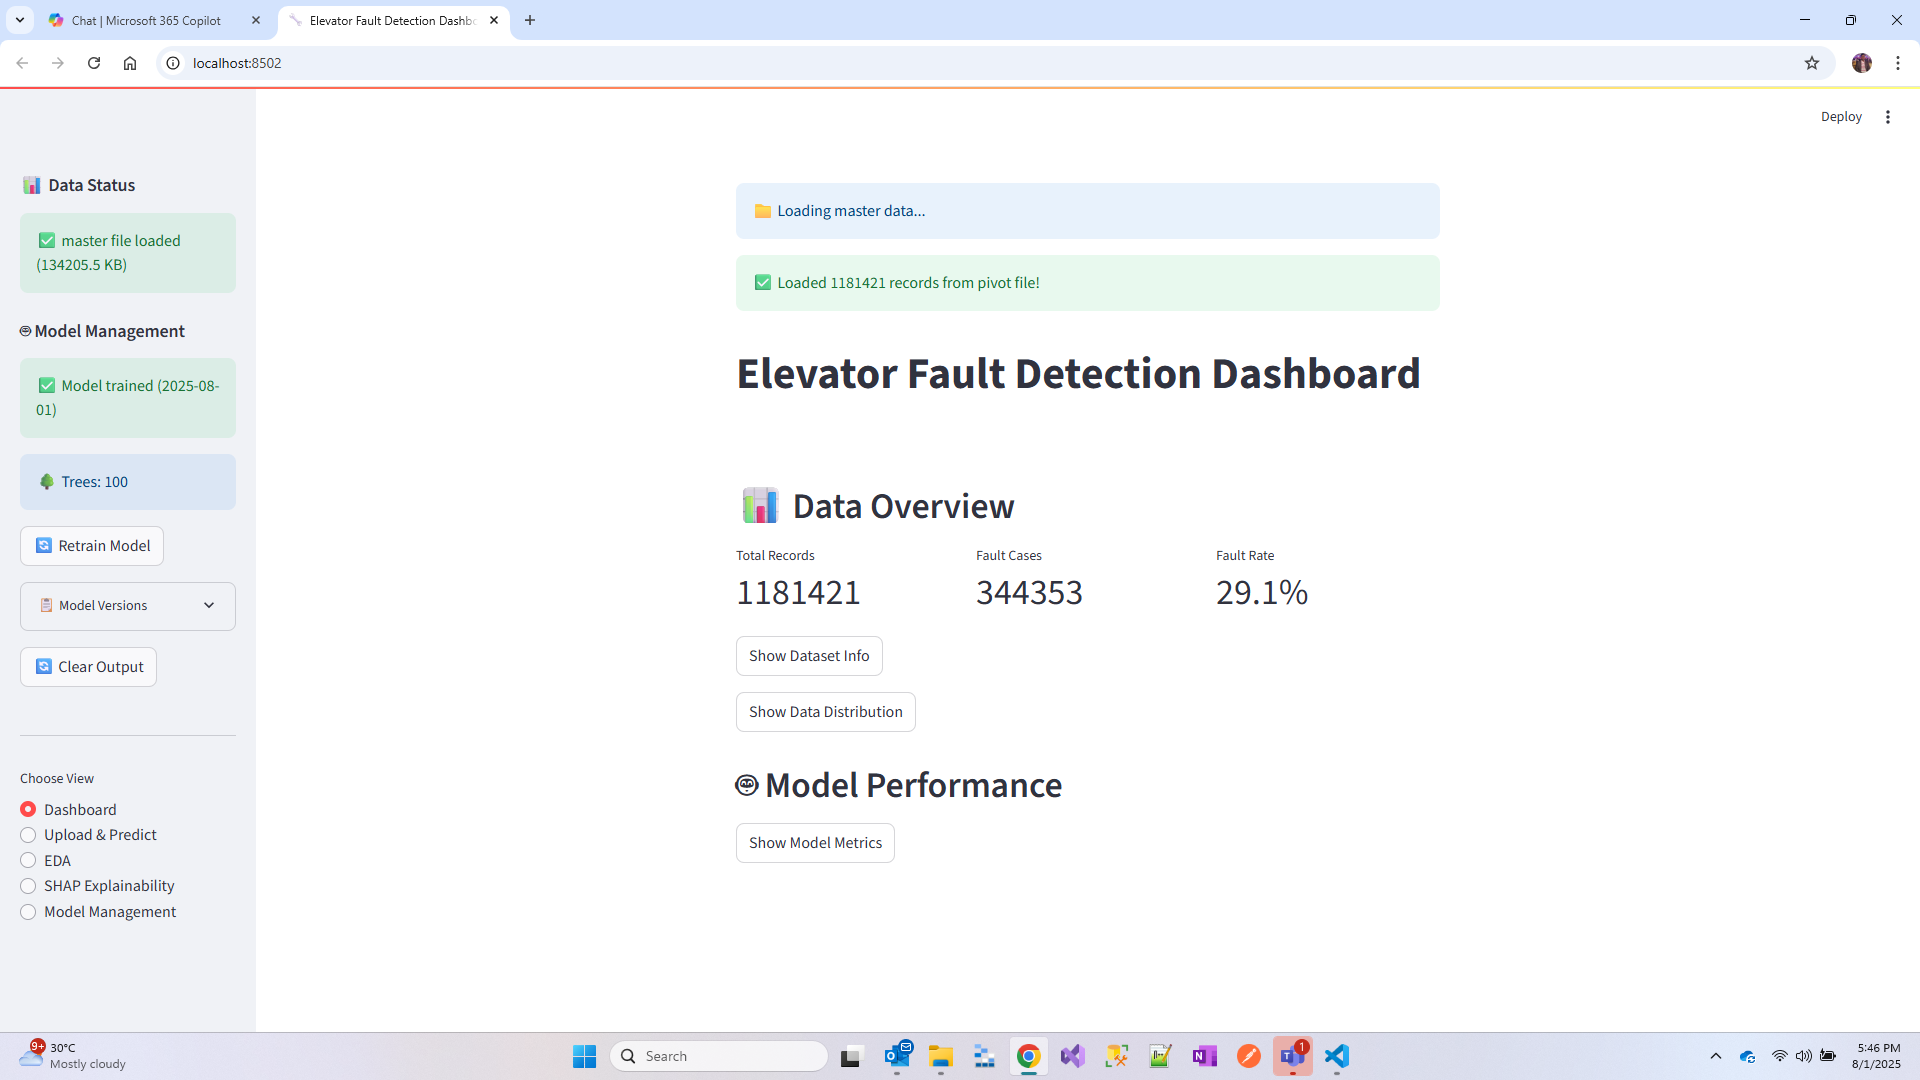 Chat | Microsoft 365 Copilot
Elevator Fault Detection Dashbo
localhost:8502
Deploy
Data Status
master file loaded
(134205.5 KB)
Model Management
Model trained (2025-08-
01)
Trees: 100
Retrain Model
Model Versions
Clear Output
Choose View
Dashboard
Upload & Predict
EDA
SHAP Explainability
Model Management
Loading master data...
Loaded 1181421 records from pivot file!
Elevator Fault Detection Dashboard
Data Overview
Total Records
Fault Cases
Fault Rate
1181421
344353
29.1%
Show Dataset Info
Show Data Distribution
Model Performance
Show Model Metrics
9+
30°C
Mostly cloudy
Search
1
5:46 PM
8/1/2025